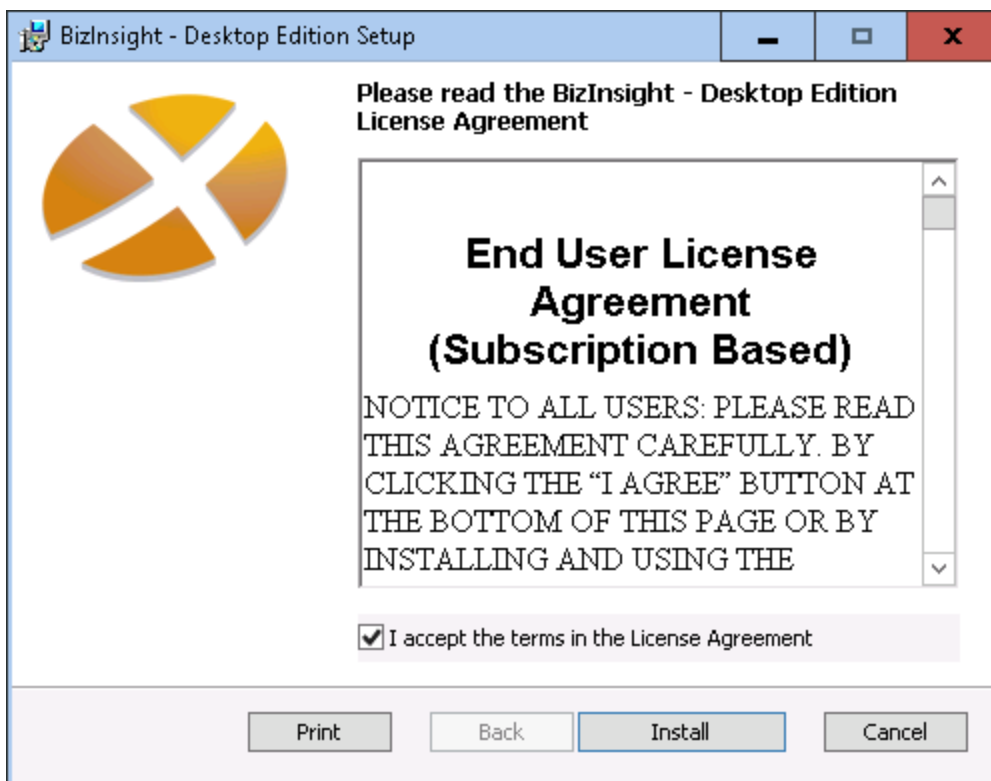 BizInsight - Desktop Edition Setup
Please read the BizInsight - Desktop Edition
License Agreement
End User License
Agreement
(Subscription Based)
NOTICE TO ALL USERS: PLEASE READ
THIS AGREEMENT CAREFULLY. BY
CLICKING THE “I AGREE” BUTTON AT
THE BOTTOM OF THIS PAGE OR BY
INSTALLING AND USING THE
I accept the terms in the License Agreement
Print Back Install Cancel